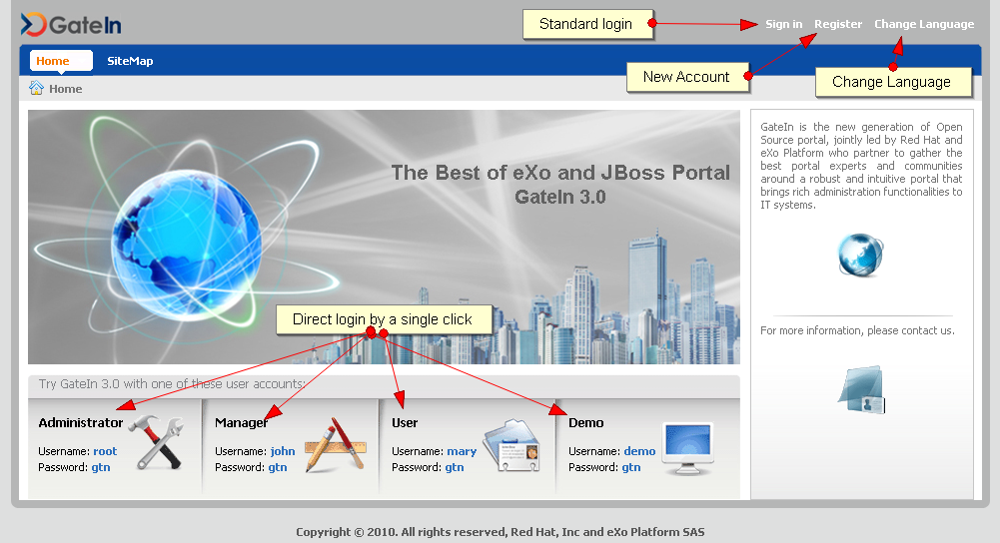 GateIn
Standard login
Sign in Register Change Language
Home SiteMap
New Account
Change Language
Home
The Best of eXo and JBoss Portal
GateIn 3.0
GateIn is the new generation of Open
Source portal, jointly led by Red Hat and
eXo Platform who partner to gather the
best portal experts and communities
around a robust and intuitive portal that
brings rich administration functionalities to
IT systems.
Direct login by a single click
For more information, please contact us.
Try GateIn 3.0 with one of these user accounts:
Administrator
Username: root
Password: gtn
Manager
Username: john
Password: gtn
User
Username: mary
Password: gtn
Demo
Username: demo
Password: gtn
Copyright © 2010. All rights reserved, Red Hat, Inc and eXo Platform SAS